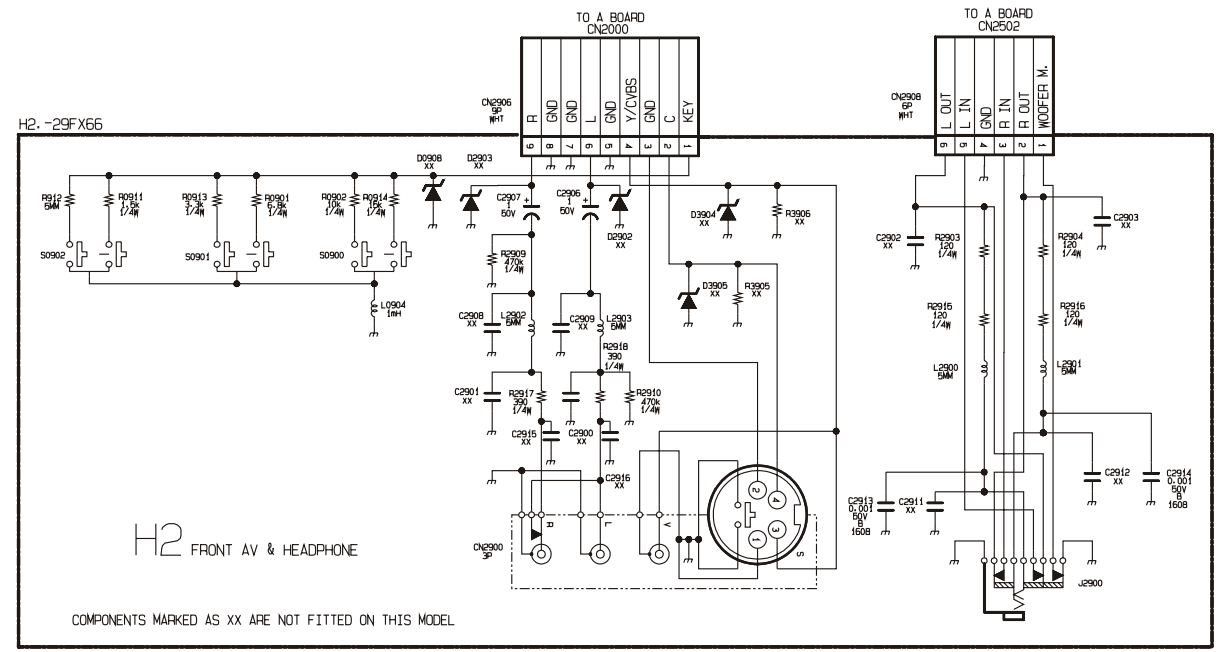 TO A BOARD
CN2000
TO A BOARD
CN2502
CN2906
9P
WHT
R
GND
GND
L
GND
Y/CVBS
GND
C
KEY
9
8
7
6
5
4
3
2
1
CN2908
6P
WHT
L OUT
L IN
GND
R IN
R OUT
WOOFER M.
6
5
4
3
2
1
H2.-29FX66
D0908
XX
D2903
XX
R912
5MM
R0911
1.5k
1/4W
R0913
3.3k
1/4W
R0901
6.8k
1/4W
R0902
10k
1/4W
R0914
15k
1/4W
S0902
S0901
S0900
L0904
1mH
C2907
1
50V
+
C2906
1
50V
+
D2902
XX
D3904
XX
R3906
XX
R2909
470k
1/4W
D3905
XX
R3905
XX
C2908
XX
L2902
5MM
C2909
XX
L2903
5MM
R2918
390
1/4W
C2901
XX
R2917
390
1/4W
R2910
470k
1/4W
C2915
XX
C2900
XX
C2916
XX
CN2900
3P
R
L
V
S
2
4
1
3
C2902
XX
R2903
120
1/4W
R2904
120
1/4W
C2903
XX
R2915
120
1/4W
R2916
120
1/4W
L2900
5MM
L2901
5MM
C2913
0.001
50V
B
1608
C2911
XX
C2912
XX
C2914
0.001
50V
B
1608
J2900
H2 FRONT AV & HEADPHONE
COMPONENTS MARKED AS XX ARE NOT FITTED ON THIS MODEL